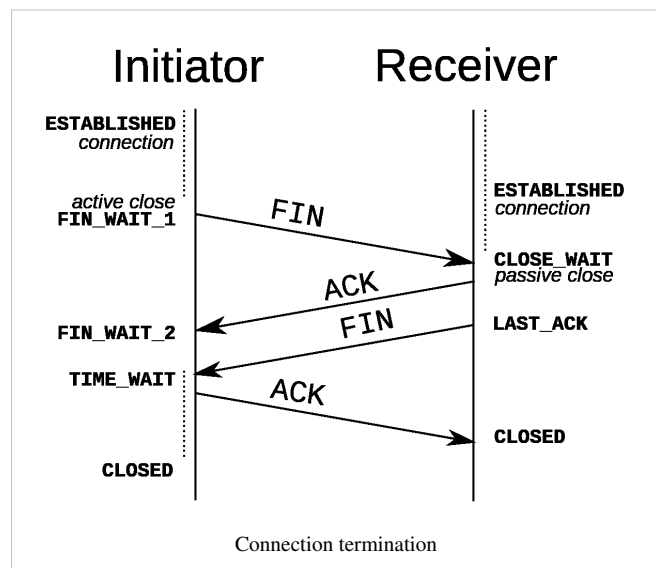 Initiator
Receiver
ESTABLISHED
connection
active close
FIN_WAIT_1
FIN
ESTABLISHED
connection
CLOSE_WAIT
passive close
ACK
FIN_WAIT_2
FIN
LAST_ACK
TIME_WAIT
ACK
CLOSED
CLOSED
Connection termination